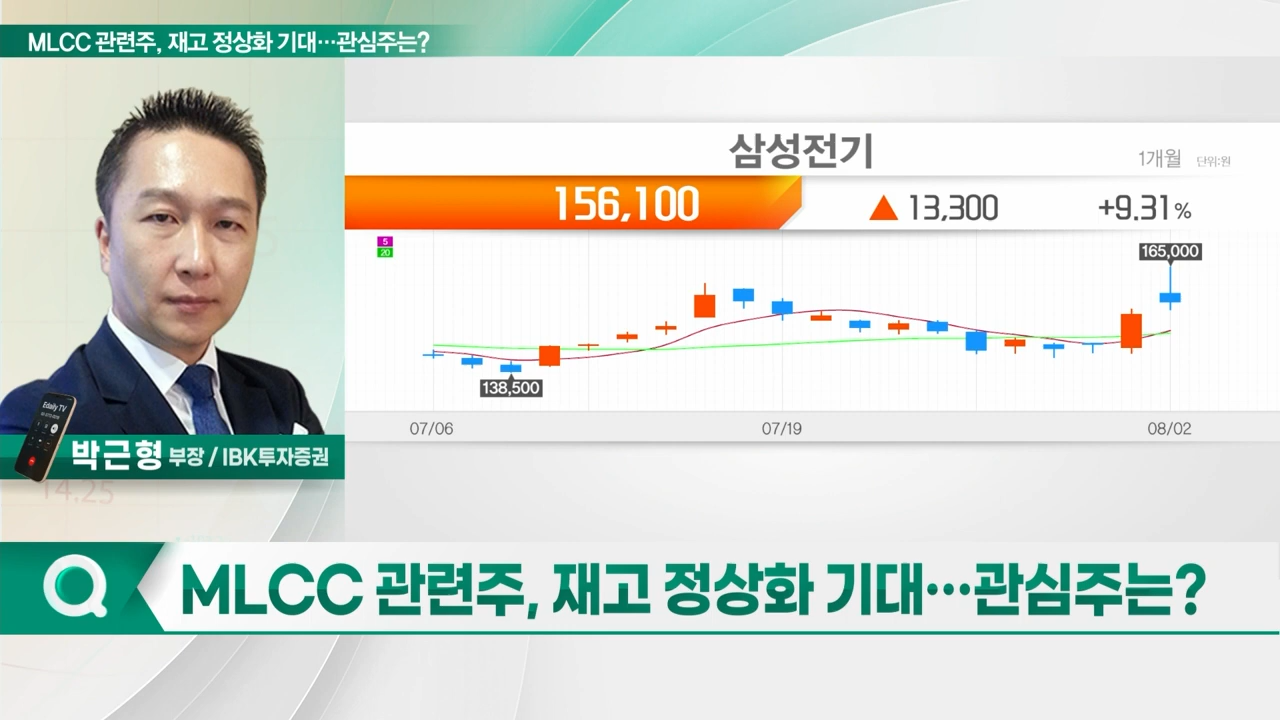 MLCC 관련주, 재고 정상화 기대…관심주는?
삼성전기
1개월 단위:원
156,100 ▲ 13,300 +9.31%
5
20
165,000
138,500
07/06 07/19 08/02
Edaily TV
박근형 부장 / IBK투자증권
14.25
MLCC 관련주, 재고 정상화 기대…관심주는?